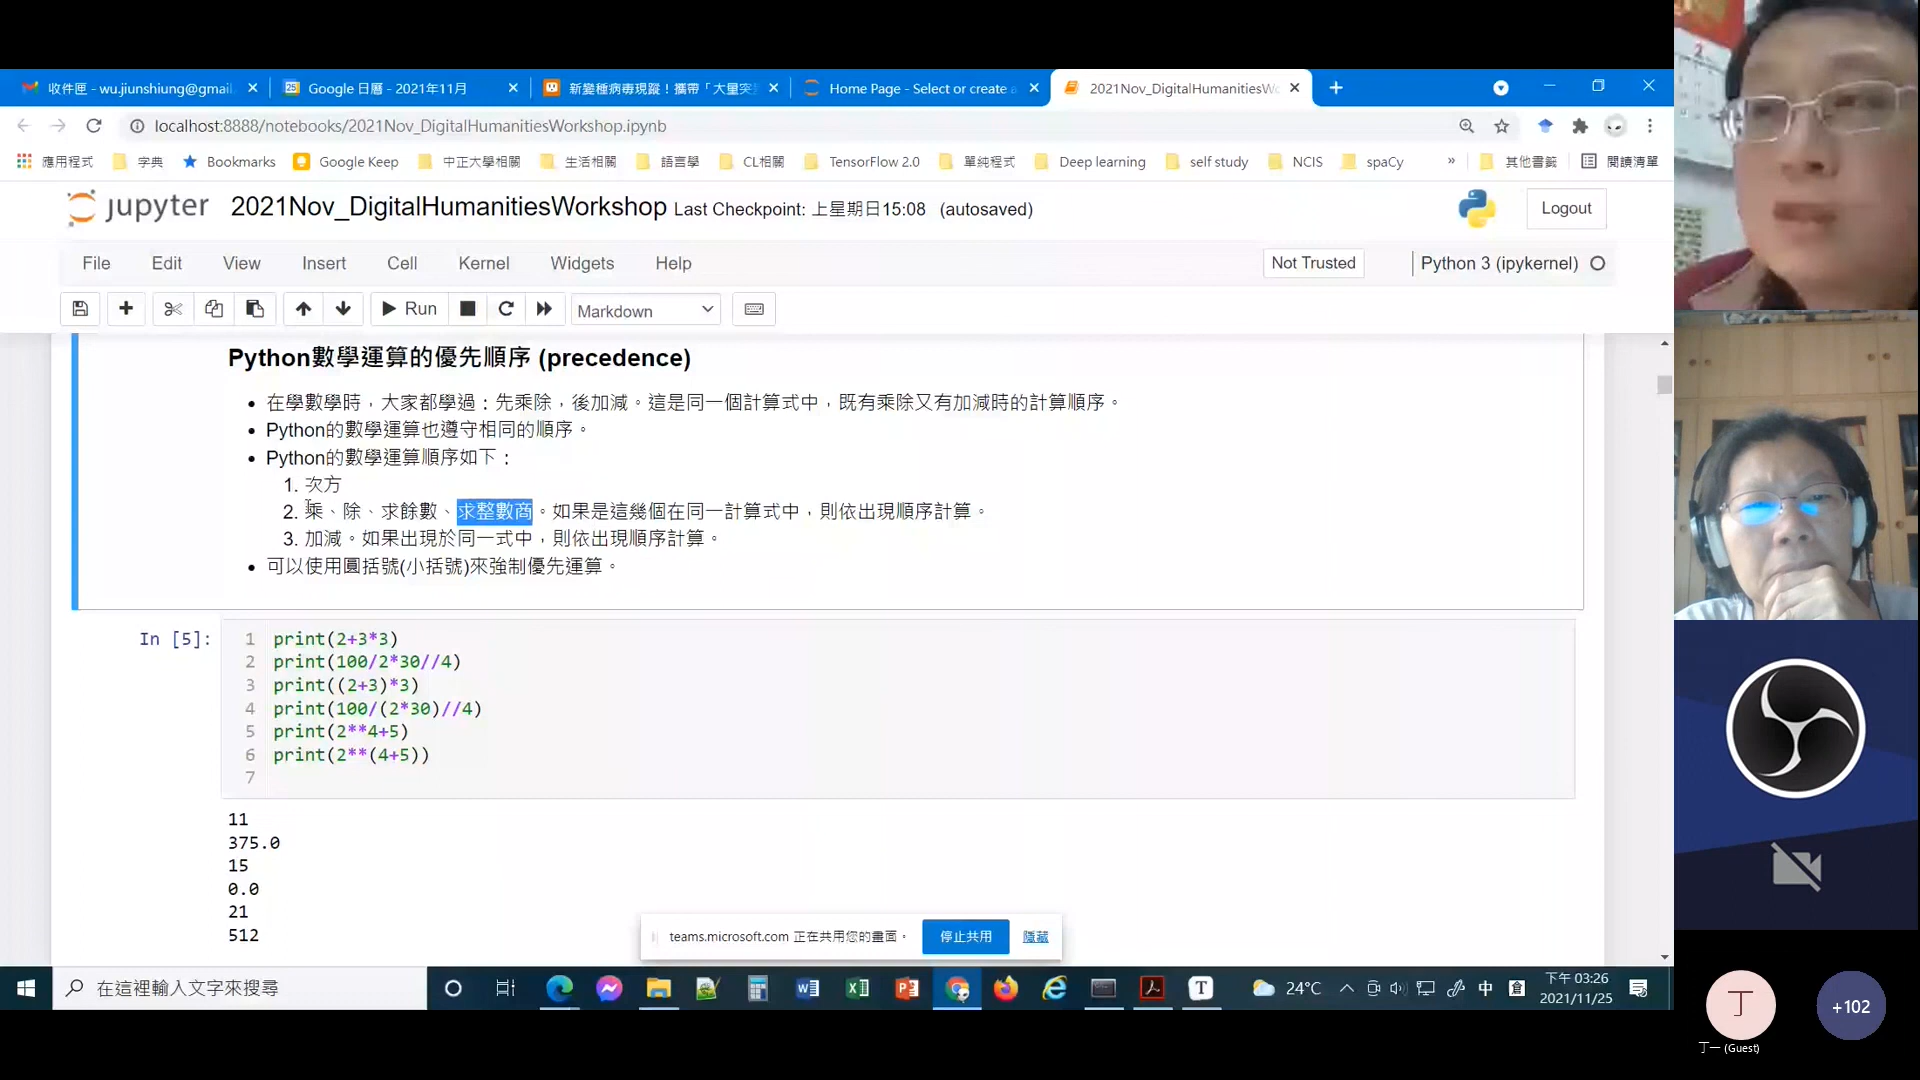 收件匣 - wu.jiunshiung@gmail.
Google 日曆 - 2021年11月
新變種病毒現蹤！攜帶「大量突變
Home Page - Select or create a
2021Nov_DigitalHumanitiesWo
localhost:8888/notebooks/2021Nov_DigitalHumanitiesWorkshop.ipynb
應用程式 字典 Bookmarks Google Keep 中正大學相關 生活相關 語言學 CL相關 TensorFlow 2.0 單純程式 Deep learning self study NCIS spaCy » 其他書籤 閱讀清單
jupyter 2021Nov_DigitalHumanitiesWorkshop Last Checkpoint: 上星期日15:08 (autosaved)
Logout
File Edit View Insert Cell Kernel Widgets Help
Not Trusted
Python 3 (ipykernel)
Run
Markdown
Python數學運算的優先順序 (precedence)
• 在學數學時，大家都學過：先乘除，後加減。這是同一個計算式中，既有乘除又有加減時的計算順序。
• Python的數學運算也遵守相同的順序。
• Python的數學運算順序如下：
1. 次方
2. 乘、除、求餘數、求整數商。如果是這幾個在同一計算式中，則依出現順序計算。
3. 加減。如果出現於同一式中，則依出現順序計算。
• 可以使用圓括號(小括號)來強制優先運算。
In [5]:
1 print(2+3*3)
2 print(100/2*30//4)
3 print((2+3)*3)
4 print(100/(2*30)//4)
5 print(2**4+5)
6 print(2**(4+5))
7
11
375.0
15
0.0
21
512
teams.microsoft.com 正在共用您的畫面。 停止共用 隱藏
在這裡輸入文字來搜尋
24°C
中
下午 03:26
2021/11/25
丁
+102
丁一 (Guest)